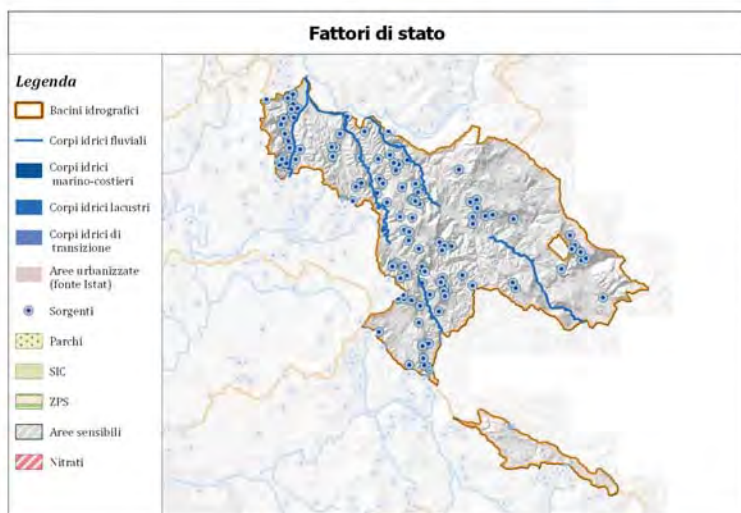 Fattori di stato
Legenda
Bacini idrografici
Corpi idrici fluviali
Corpi idrici
marino-costieri
Corpi idrici lacustri
Corpi idrici di
transizione
Aree urbanizzate
(fonte Istat)
Sorgenti
Parchi
SIC
ZPS
Aree sensibili
Nitrati